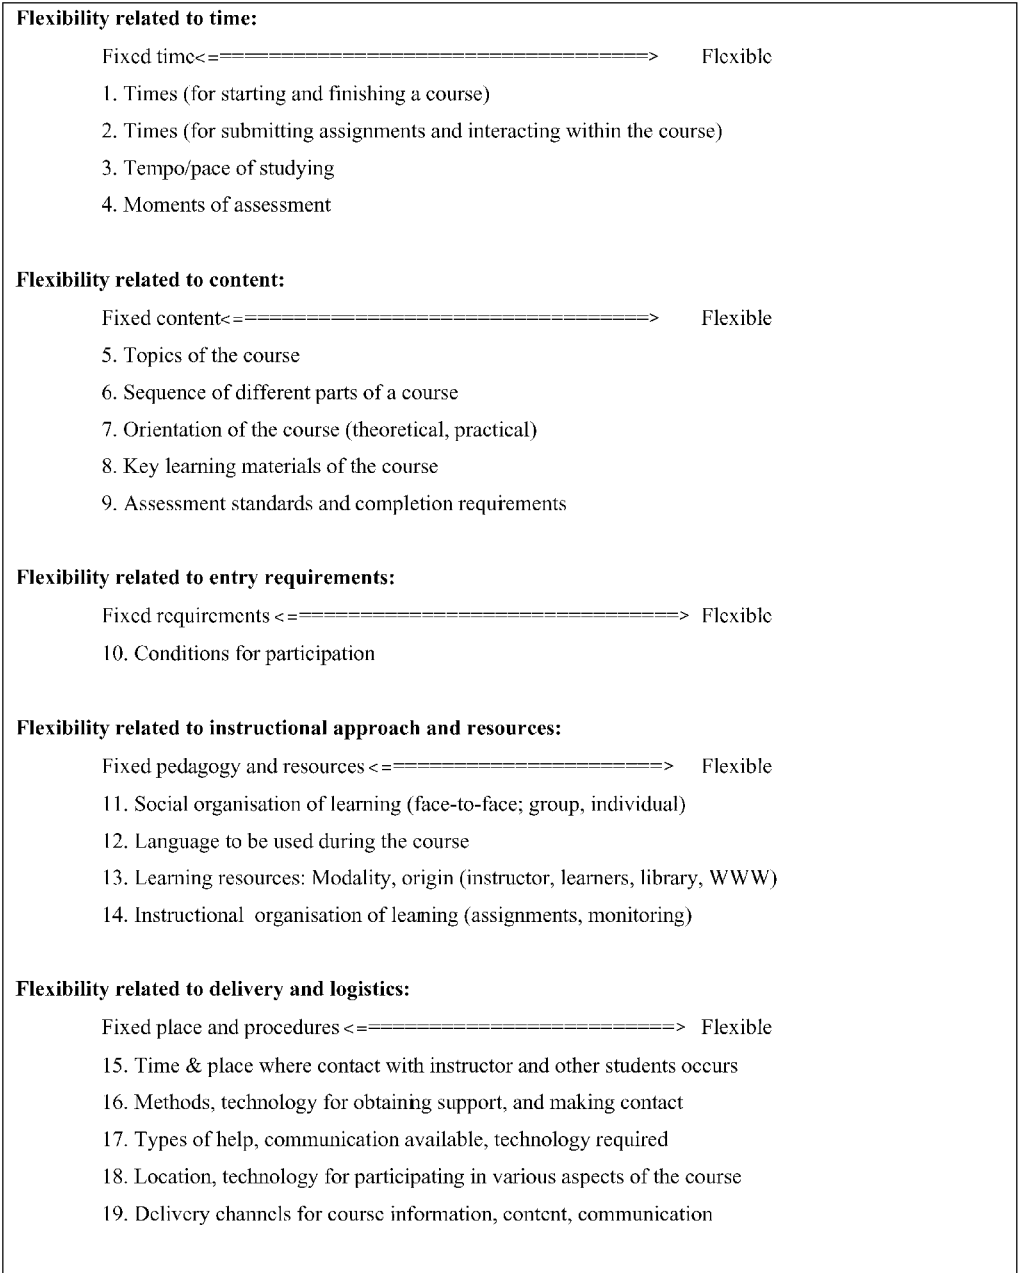 Flexibility related to time:
Fixed time<===================================> Flexible
1. Times (for starting and finishing a course)
2. Times (for submitting assignments and interacting within the course)
3. Tempo/pace of studying
4. Moments of assessment
Flexibility related to content:
Fixed content<================================> Flexible
5. Topics of the course
6. Sequence of different parts of a course
7. Orientation of the course (theoretical, practical)
8. Key learning materials of the course
9. Assessment standards and completion requirements
Flexibility related to entry requirements:
Fixed requirements <==============================> Flexible
10. Conditions for participation
Flexibility related to instructional approach and resources:
Fixed pedagogy and resources <=====================> Flexible
11. Social organisation of learning (face-to-face; group, individual)
12. Language to be used during the course
13. Learning resources: Modality, origin (instructor, learners, library, WWW)
14. Instructional organisation of learning (assignments, monitoring)
Flexibility related to delivery and logistics:
Fixed place and procedures <========================> Flexible
15. Time & place where contact with instructor and other students occurs
16. Methods, technology for obtaining support, and making contact
17. Types of help, communication available, technology required
18. Location, technology for participating in various aspects of the course
19. Delivery channels for course information, content, communication